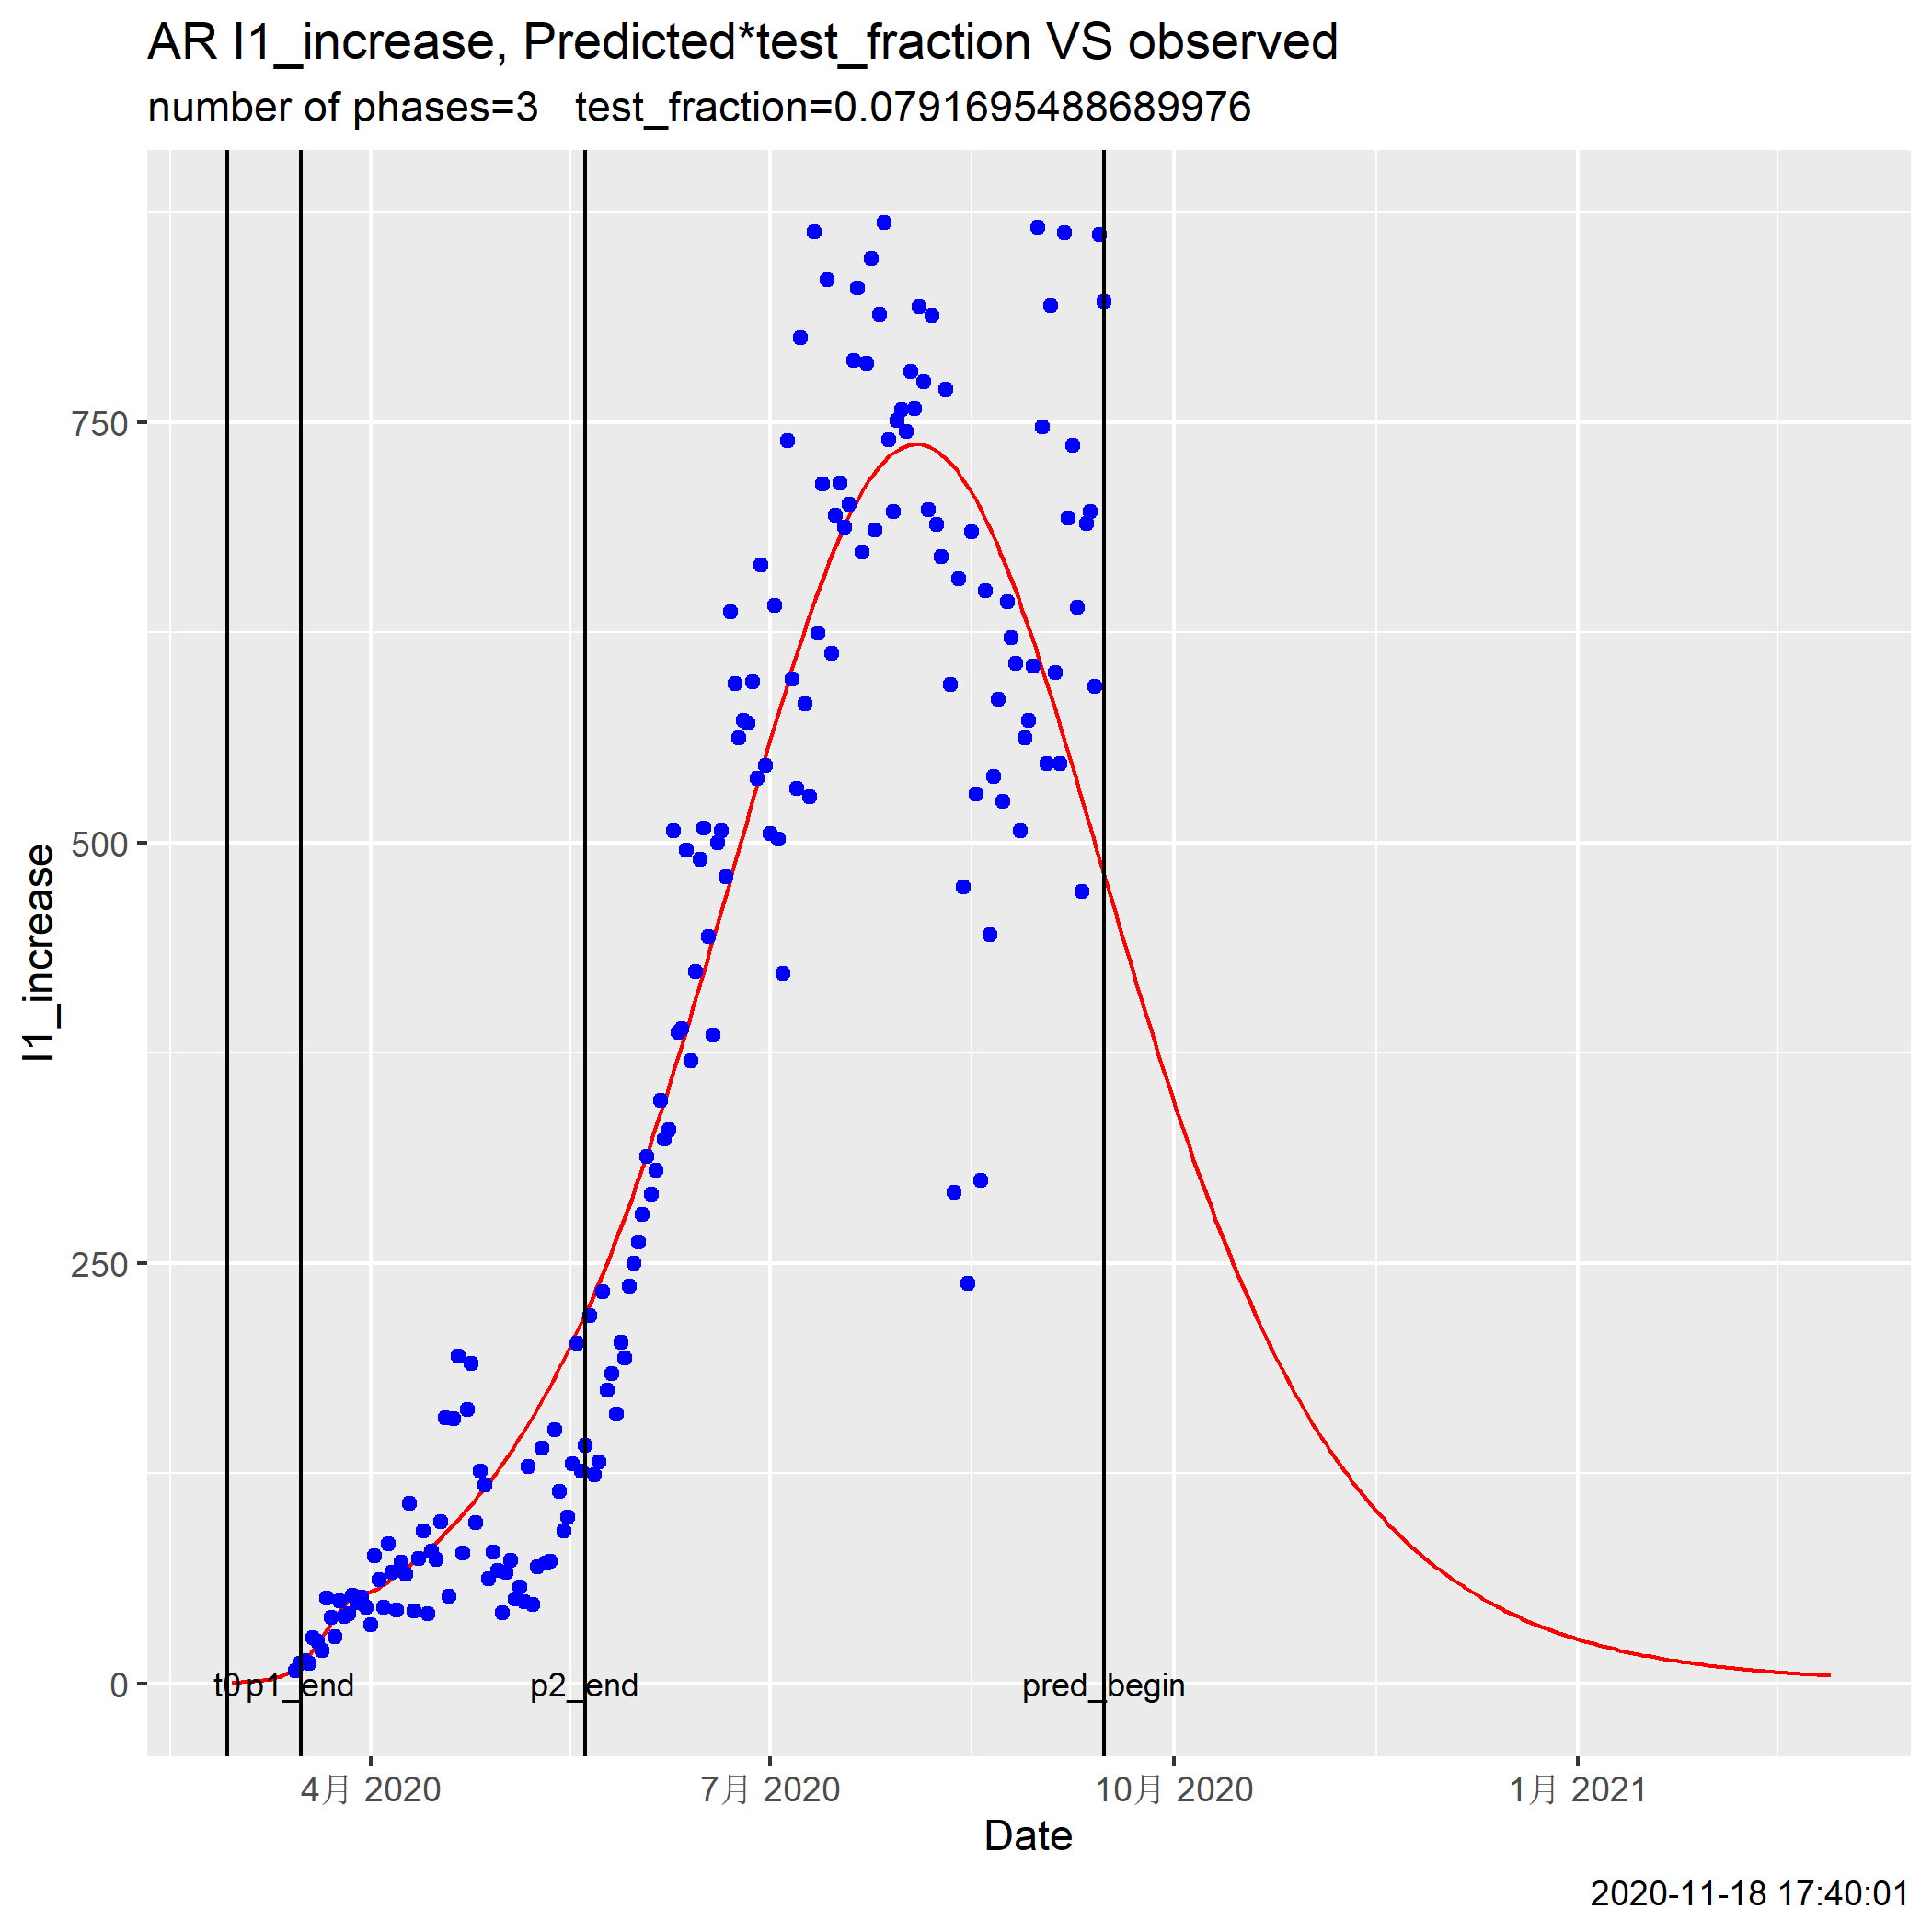 AR I1_increase, Predicted*test_fraction VS observed
number of phases=3   test_fraction=0.0791695488689976
I1_increase
750
500
250
0
t0 p1_end p2_end pred_begin
4月 2020 7月 2020 10月 2020 1月 2021
Date
2020-11-18 17:40:01